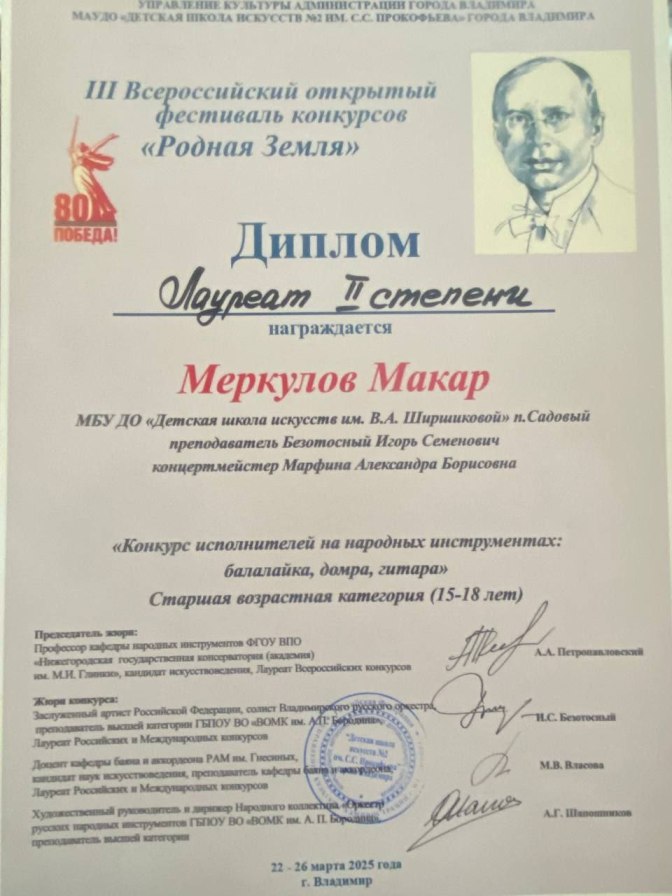 УПРАВЛЕНИЕ КУЛЬТУРЫ АДМИНИСТРАЦИИ ГОРОДА ВЛАДИМИРА
МАУДО «ДЕТСКАЯ ШКОЛА ИСКУССТВ №2 ИМ. С.С. ПРОКОФЬЕВА» ГОРОДА ВЛАДИМИРА
III Всероссийский открытый
фестиваль конкурсов
«Родная Земля»
80
ПОБЕДА!
Диплом
Лауреат II степени
награждается
Меркулов Макар
МБУ ДО «Детская школа искусств им. В.А. Ширшиковой» п.Садовый
преподаватель Безотосный Игорь Семенович
концертмейстер Марфина Александра Борисовна
«Конкурс исполнителей на народных инструментах:
балалайка, домра, гитара»
Старшая возрастная категория (15-18 лет)
Председатель жюри:
Профессор кафедры народных инструментов ФГОУ ВПО
«Нижегородская государственная консерватория (академия)
им. М.И. Глинки», кандидат искусствоведения, Лауреат Всероссийских конкурсов
А.А. Петропавловский
Жюри конкурса:
Заслуженный артист Российской Федерации, солист Владимирского русского оркестра,
преподаватель высшей категории ГБПОУ ВО «ВОМК им. А.П. Бородина»,
Лауреат Российских и Международных конкурсов
И.С. Безотосный
Доцент кафедры баяна и аккордеона РАМ им. Гнесиных,
кандидат наук искусствоведения, преподаватель кафедры баяна и аккордеона,
Лауреат Российских и Международных конкурсов
М.В. Власова
Художественный руководитель и дирижер Народного коллектива «Оркестр
русских народных инструментов ГБПОУ ВО «ВОМК им. А. П. Бородина»,
преподаватель высшей категории
А.Г. Шапошников
"Детская школа
искусств №2
им. С.С. Прокофьева"
22 - 26 марта 2025 года
г. Владимир